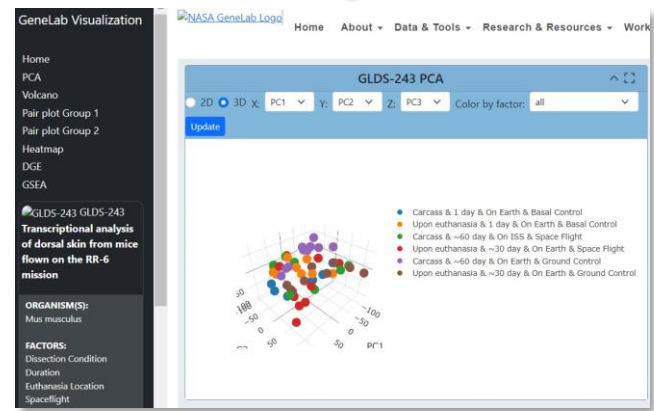 GeneLab Visualization
Home
PCA
Volcano
Pair plot Group 1
Pair plot Group 2
Heatmap
DGE
GSEA
GLDS-243 GLDS-243
Transcriptional analysis
of dorsal skin from mice
flown on the RR-6
mission
ORGANISM(S):
Mus musculus
FACTORS:
Dissection Condition
Duration
Euthanasia Location
Spaceflight
NASA GeneLab Logo
Home About Data & Tools Research & Resources Work
GLDS-243 PCA
2D 3D X: PC1 Y: PC2 Z: PC3 Color by factor: all
Update
Carcass & 1 day & On Earth & Basal Control
Upon euthanasia & 1 day & On Earth & Basal Control
Carcass & ~60 day & On ISS & Space Flight
Upon euthanasia & ~30 day & On Earth & Space Flight
Carcass & ~60 day & On Earth & Ground Control
Upon euthanasia & ~30 day & On Earth & Ground Control
50
−50
0
50
−100
−50
0
50
PC1